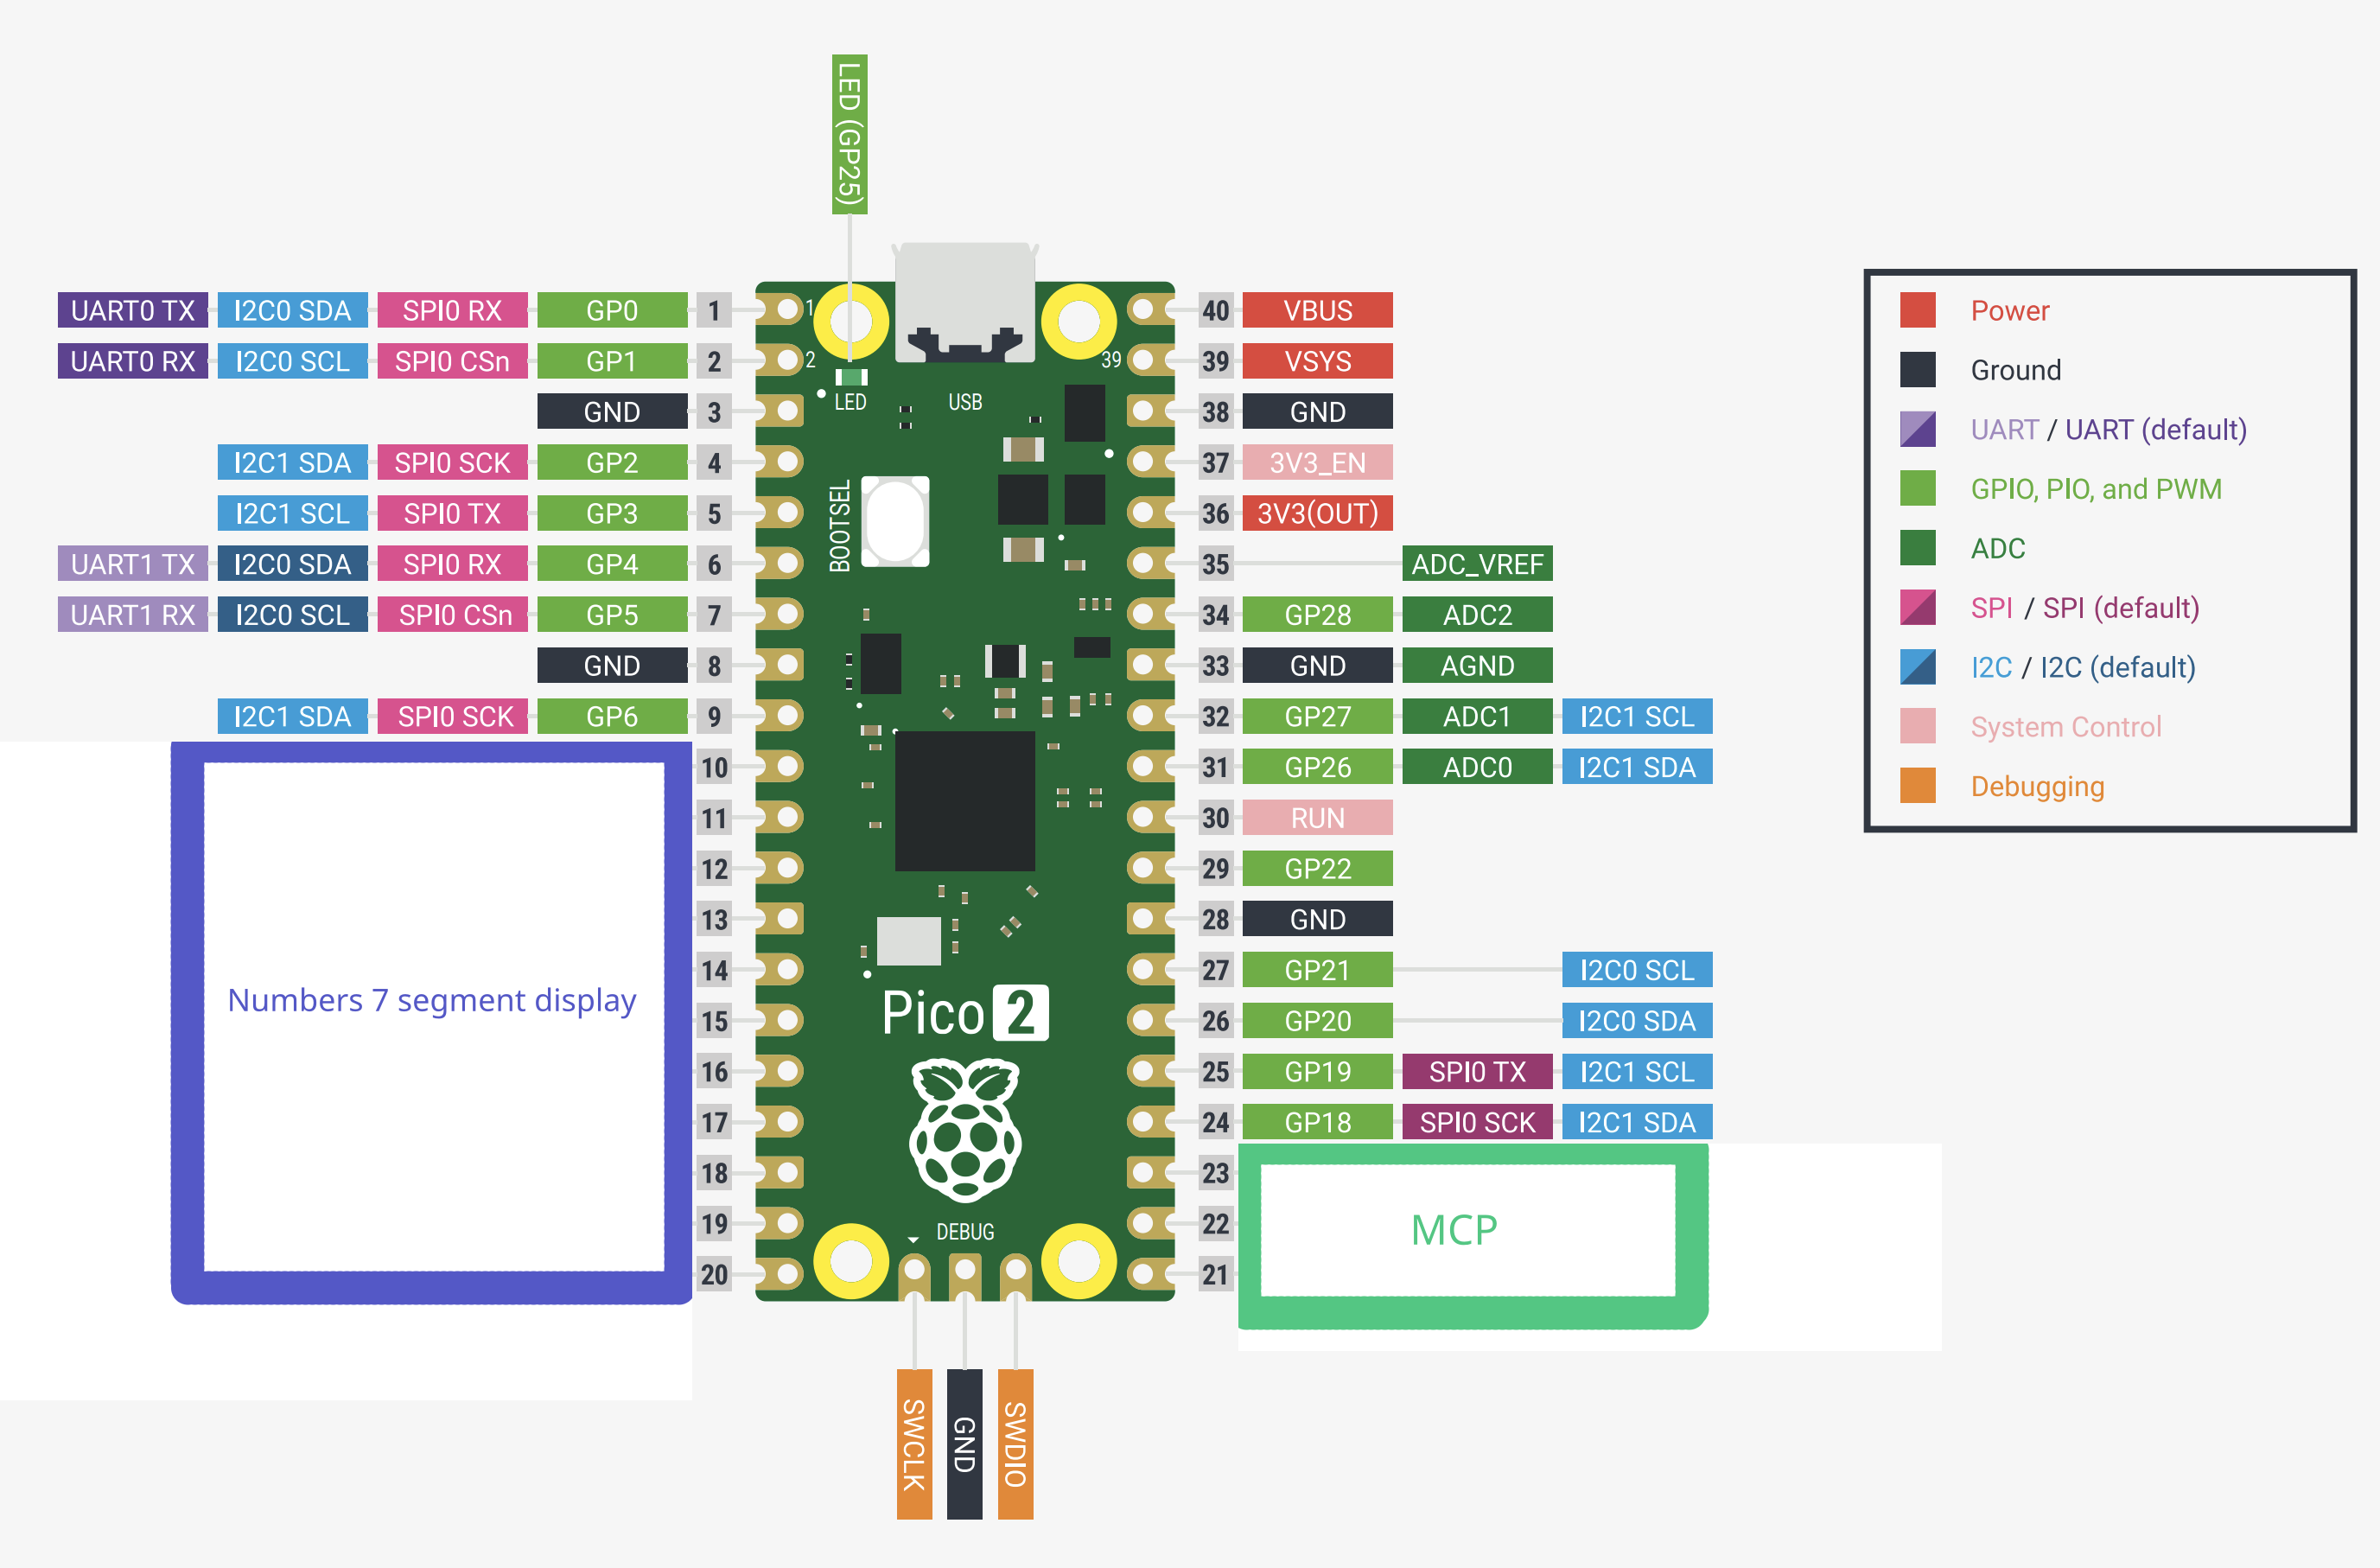 LED (GP25)
UART0 TX I2C0 SDA SPI0 RX GP0 1
UART0 RX I2C0 SCL SPI0 CSn GP1 2
GND 3
I2C1 SDA SPI0 SCK GP2 4
I2C1 SCL SPI0 TX GP3 5
UART1 TX I2C0 SDA SPI0 RX GP4 6
UART1 RX I2C0 SCL SPI0 CSn GP5 7
GND 8
I2C1 SDA SPI0 SCK GP6 9
10
11
12
13
14
15
16
17
18
19
20
Numbers 7 segment display
1
2
39
LED
USB
BOOTSEL
Pico 2
DEBUG
40 VBUS
39 VSYS
38 GND
37 3V3_EN
36 3V3(OUT)
35 ADC_VREF
34 GP28 ADC2
33 GND AGND
32 GP27 ADC1 I2C1 SCL
31 GP26 ADC0 I2C1 SDA
30 RUN
29 GP22
28 GND
27 GP21 I2C0 SCL
26 GP20 I2C0 SDA
25 GP19 SPI0 TX I2C1 SCL
24 GP18 SPI0 SCK I2C1 SDA
23
22
21
MCP
SWCLK
GND
SWDIO
Power
Ground
UART / UART (default)
GPIO, PIO, and PWM
ADC
SPI / SPI (default)
I2C / I2C (default)
System Control
Debugging